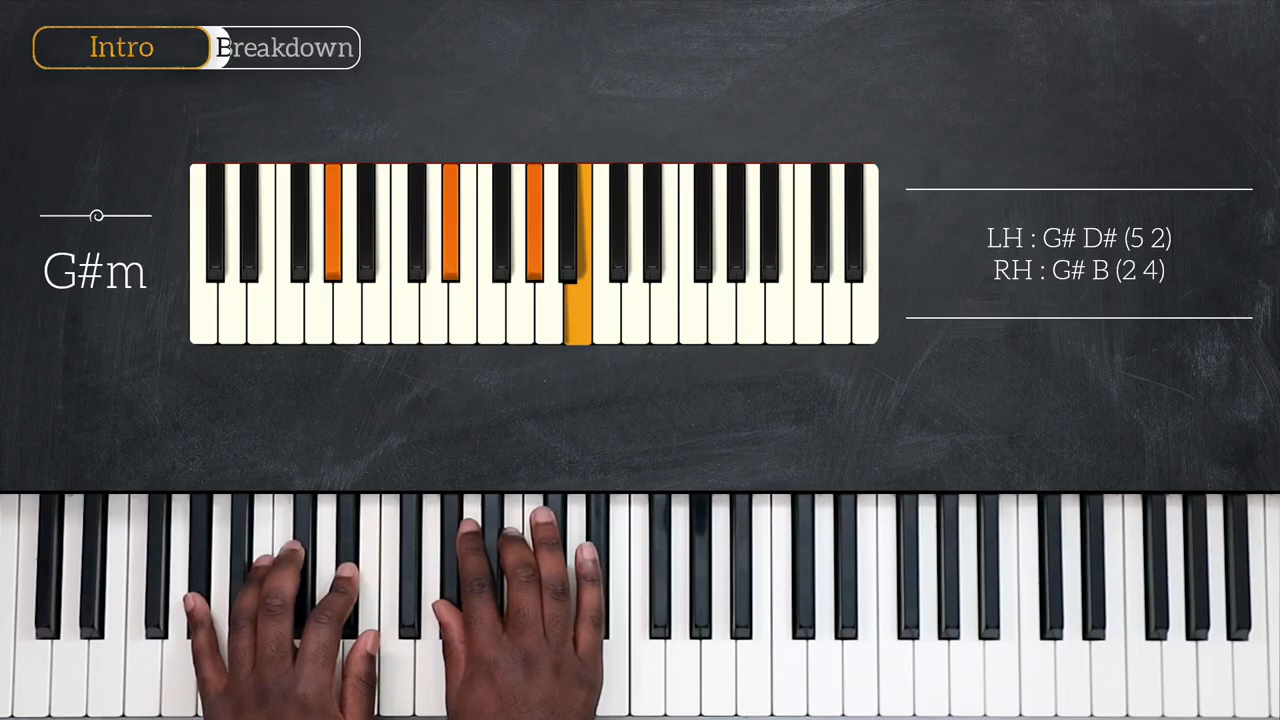 Intro Breakdown
G#m
LH : G# D# (5 2)
RH : G# B (2 4)